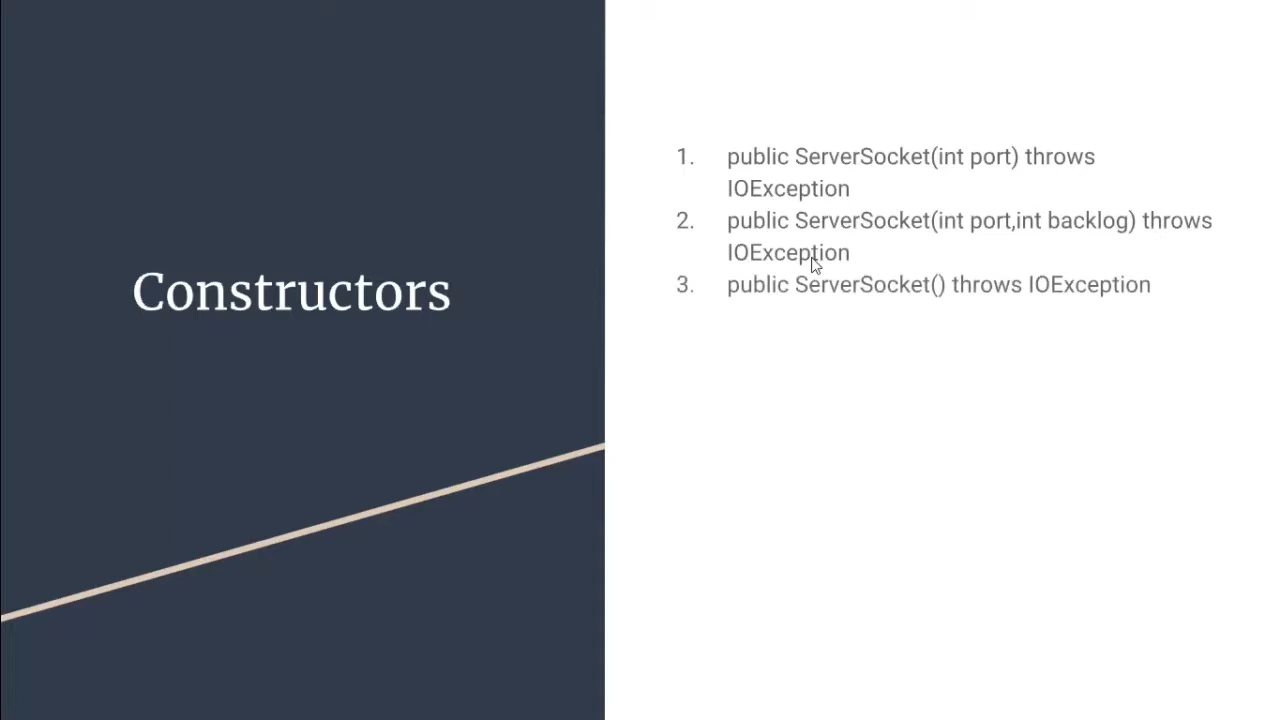 Constructors
1. public ServerSocket(int port) throws
IOException
2. public ServerSocket(int port,int backlog) throws
IOException
3. public ServerSocket() throws IOException